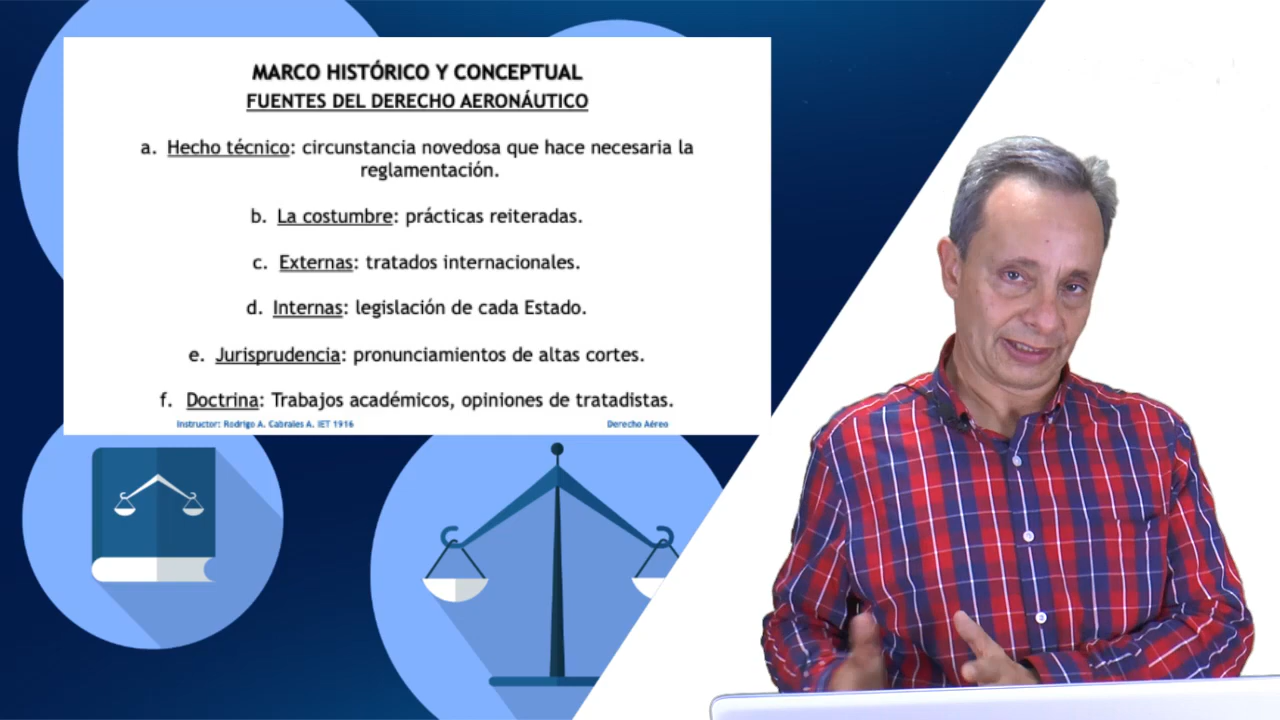 MARCO HISTÓRICO Y CONCEPTUAL
FUENTES DEL DERECHO AERONÁUTICO
a. Hecho técnico: circunstancia novedosa que hace necesaria la
reglamentación.
b. La costumbre: prácticas reiteradas.
c. Externas: tratados internacionales.
d. Internas: legislación de cada Estado.
e. Jurisprudencia: pronunciamientos de altas cortes.
f. Doctrina: Trabajos académicos, opiniones de tratadistas.
Instructor: Rodrigo A. Cabrales A. IET 1916
Derecho Aéreo